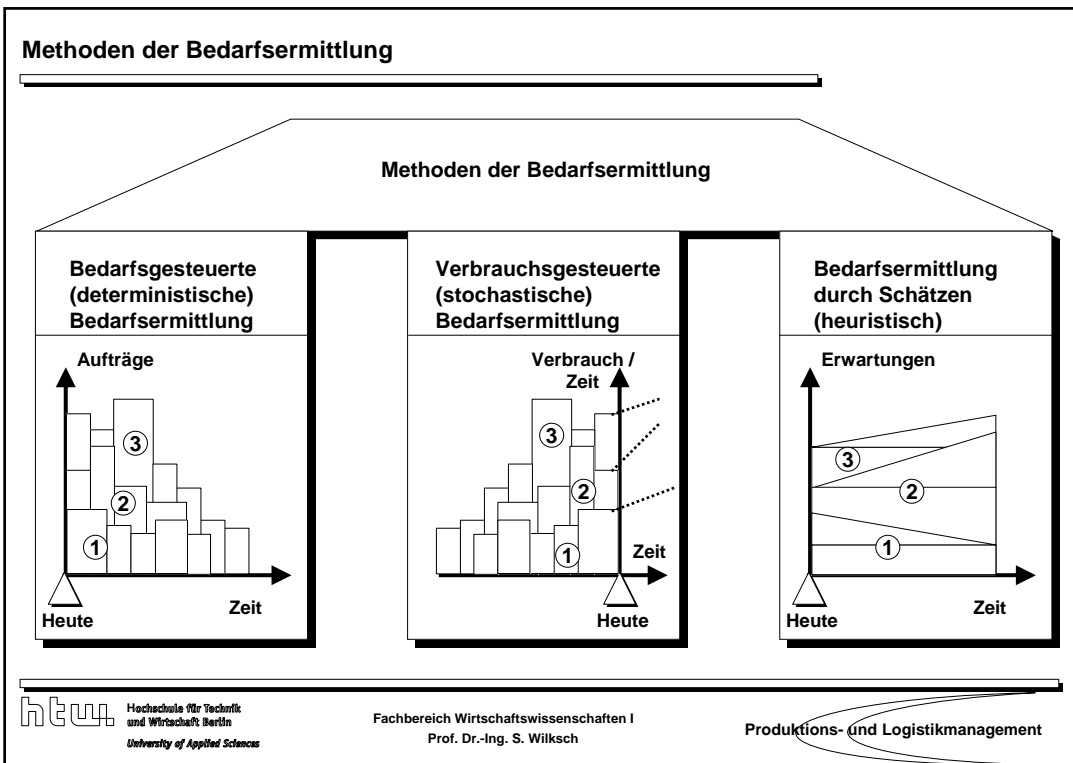 Methoden der Bedarfsermittlung
Methoden der Bedarfsermittlung
Bedarfsgesteuerte
(deterministische)
Bedarfsermittlung
Aufträge
3
2
1
Zeit
Heute
Verbrauchsgesteuerte
(stochastische)
Bedarfsermittlung
Verbrauch /
Zeit
3
2
1
Zeit
Heute
Bedarfsermittlung
durch Schätzen
(heuristisch)
Erwartungen
3
2
1
Heute
Zeit
htw.
Hochschule für Technik
und Wirtschaft Berlin
University of Applied Sciences
Fachbereich Wirtschaftswissenschaften I
Prof. Dr.-Ing. S. Wilksch
Produktions- und Logistikmanagement